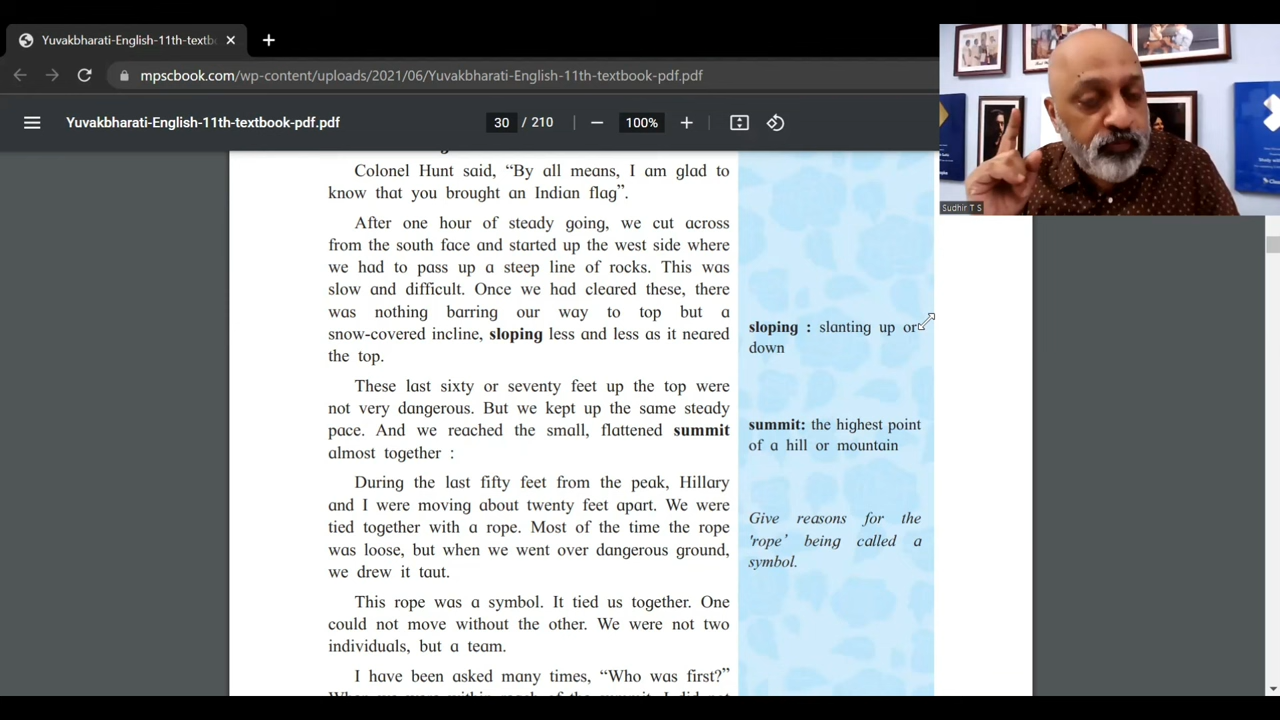 Yuvakbharati-English-11th-textb
mpscbook.com/wp-content/uploads/2021/06/Yuvakbharati-English-11th-textbook-pdf.pdf
Yuvakbharati-English-11th-textbook-pdf.pdf
30 / 210
100%
Sudhir T S
Colonel Hunt said, “By all means, I am glad to
know that you brought an Indian flag”.
After one hour of steady going, we cut across
from the south face and started up the west side where
we had to pass up a steep line of rocks. This was
slow and difficult. Once we had cleared these, there
was nothing barring our way to top but a
snow-covered incline, sloping less and less as it neared
the top.
These last sixty or seventy feet up the top were
not very dangerous. But we kept up the same steady
pace. And we reached the small, flattened summit
almost together :
During the last fifty feet from the peak, Hillary
and I were moving about twenty feet apart. We were
tied together with a rope. Most of the time the rope
was loose, but when we went over dangerous ground,
we drew it taut.
This rope was a symbol. It tied us together. One
could not move without the other. We were not two
individuals, but a team.
I have been asked many times, “Who was first?”
sloping : slanting up or
down
summit: the highest point
of a hill or mountain
Give reasons for the
'rope’ being called a
symbol.